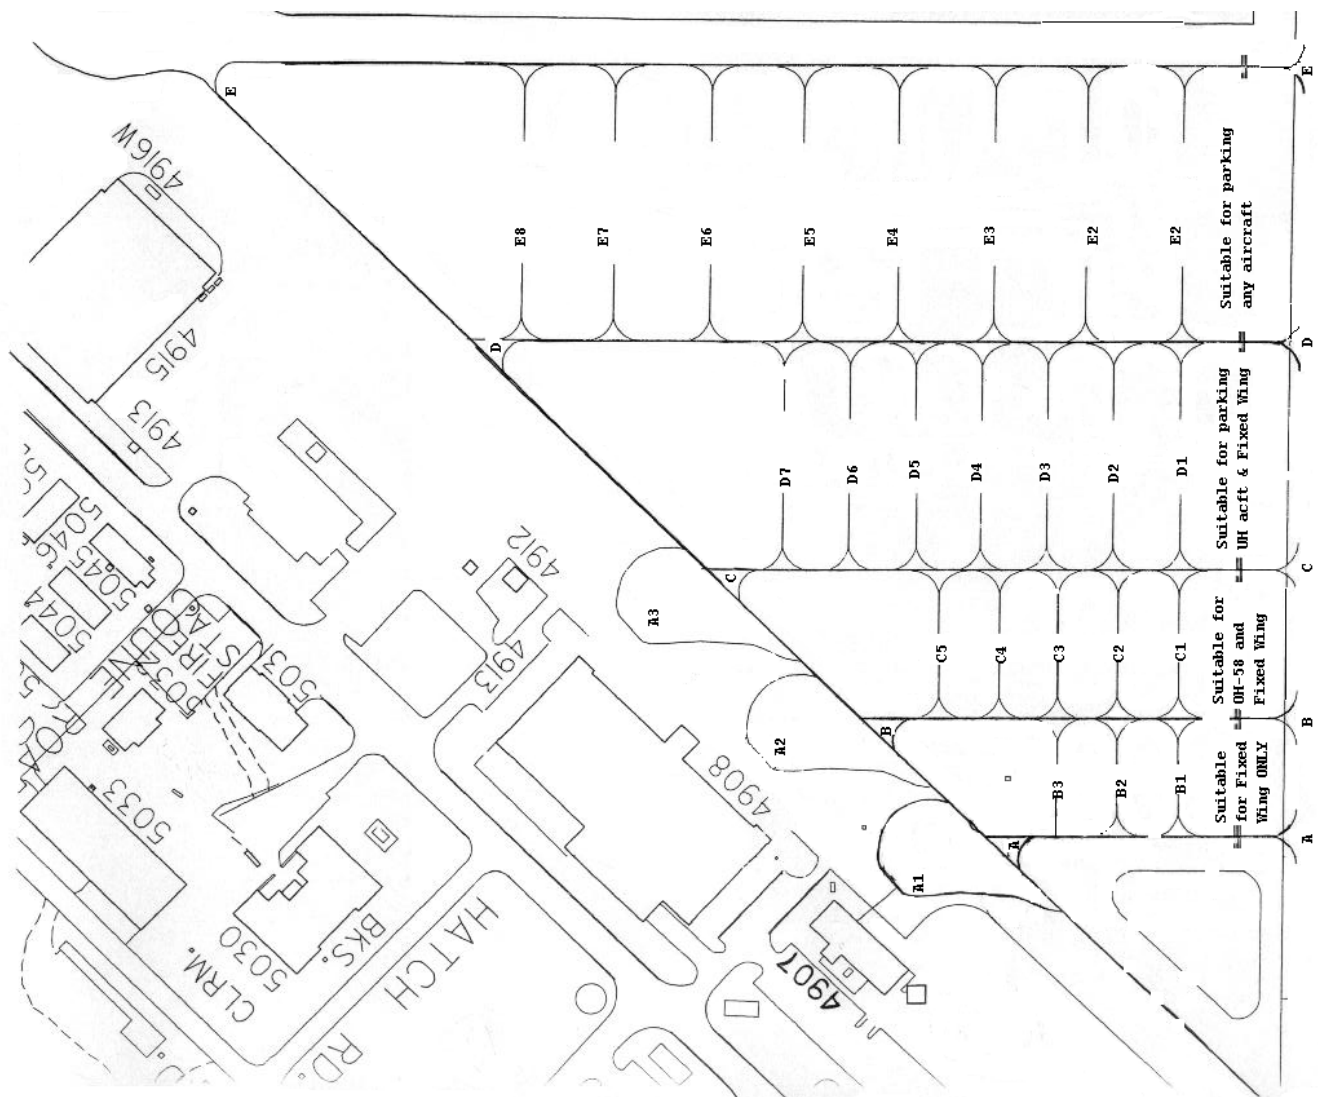 E
E
4916W
E8
E7
E6
E5
E4
E3
E2
E2
Suitable for parking
any aircraft
4915
4913
D
D
D7
D6
D5
D4
D3
D2
D1
Suitable for parking
UH acft & Fixed Wing
C
C
C5
C4
C3
C2
C1
Suitable for
OH-58 and
Fixed Wing
B
B
B3
B2
B1
Suitable
for Fixed
Wing ONLY
A
A
A3
A2
A1
4912
4913
4908
4907
5045
5044
5032
FIRE
STA
5031
5033
5030
CLRM.
BKS.
HATCH RD.